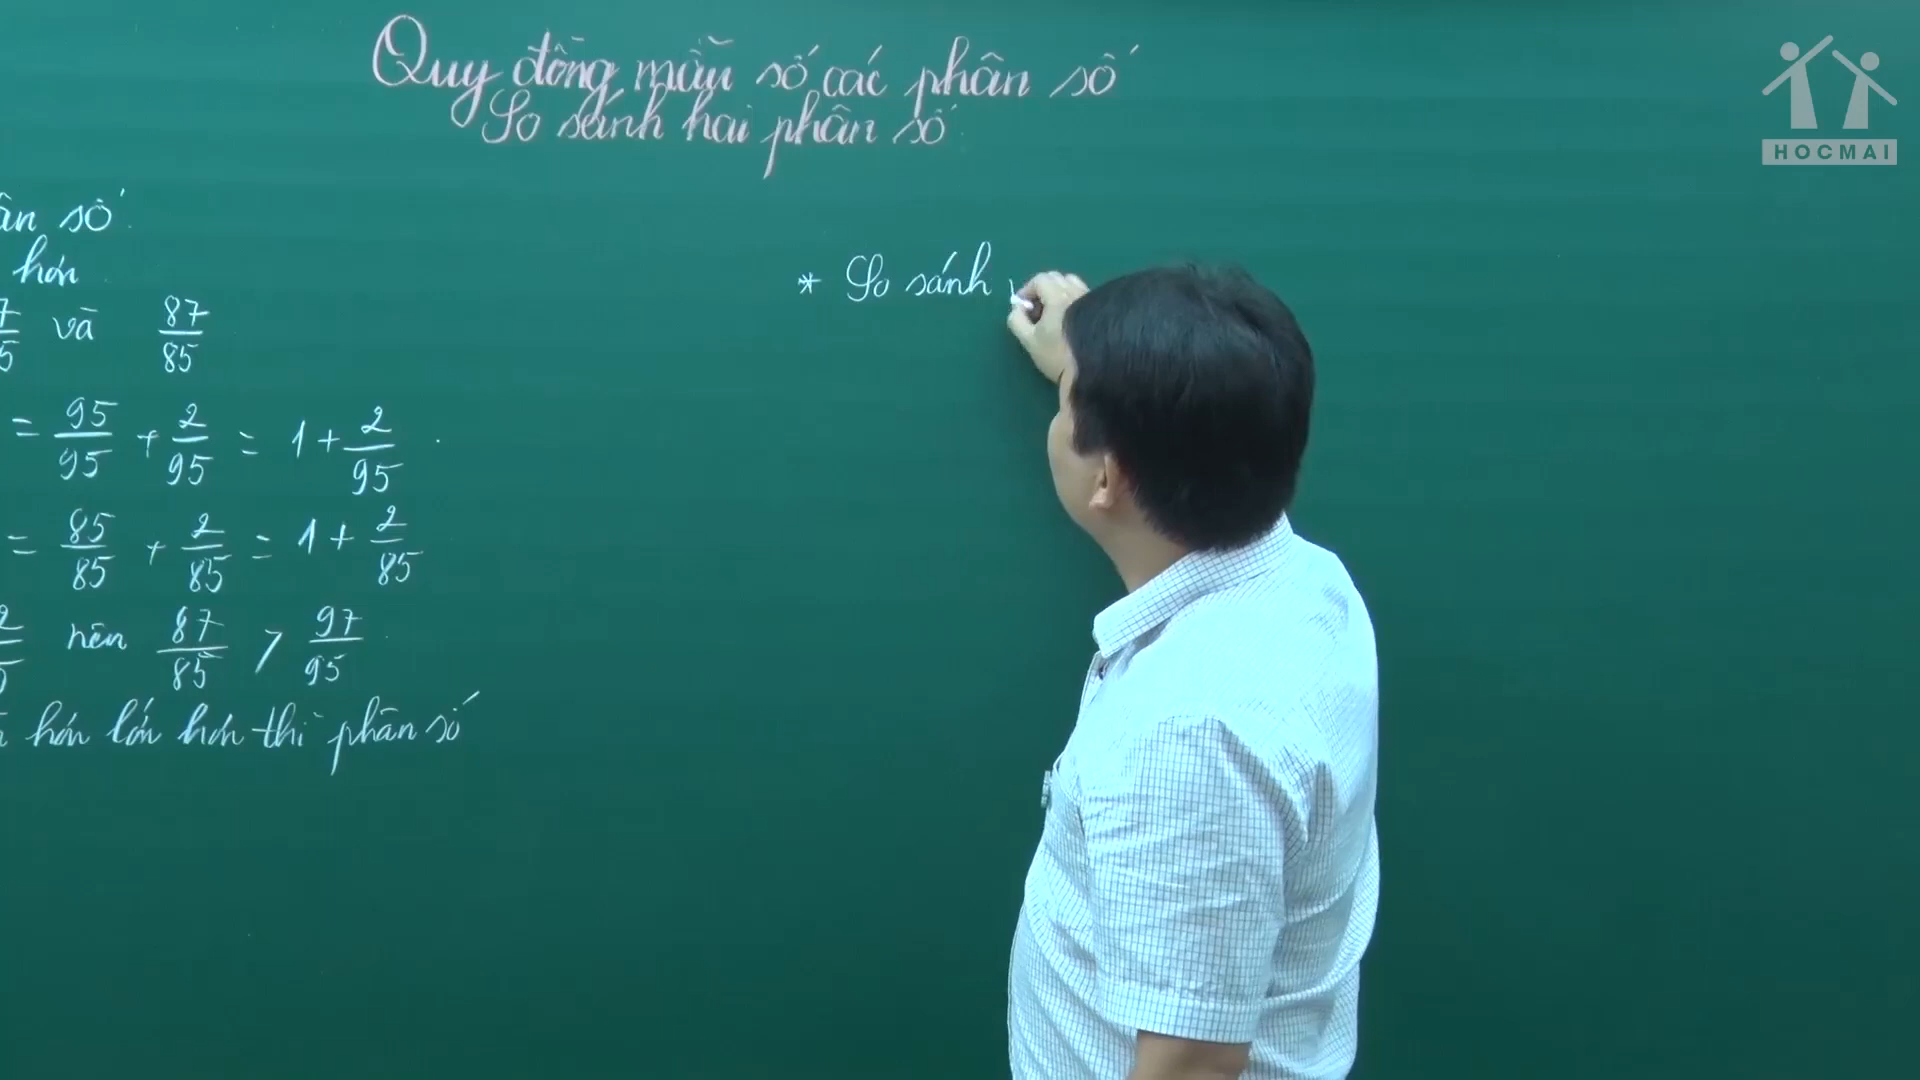 Quy đồng mẫu số các phân số
So sánh hai phân số
HOCMAI
ân số.
hơn
và 87/85
= 95/95 + 2/95 = 1 + 2/95
= 85/85 + 2/85 = 1 + 2/85
nên 87/85 > 97/95
hơn lớn hơn thì phân số
* So sánh